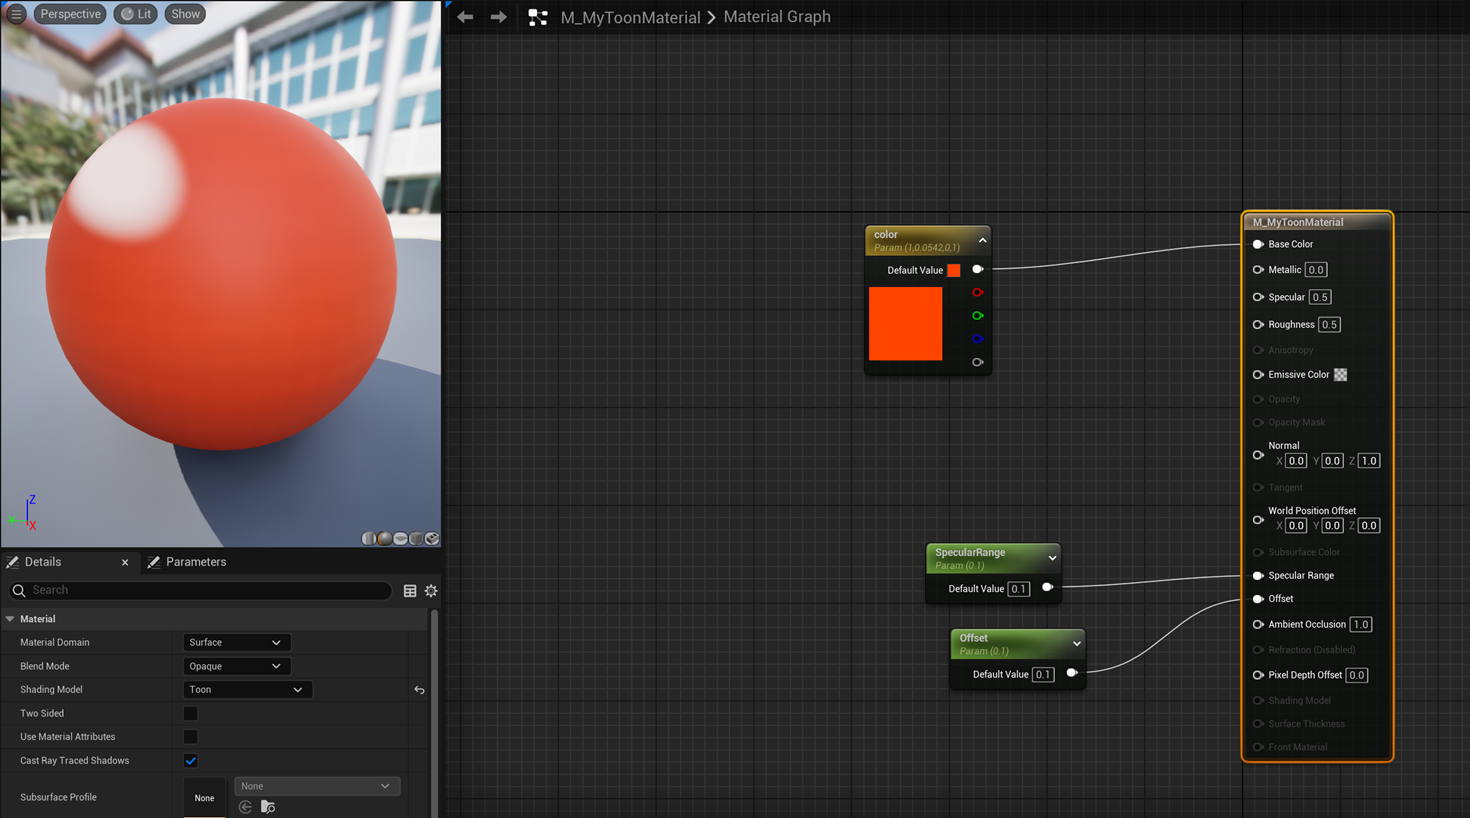 Perspective
Lit
Show
M_MyToonMaterial
Material Graph
Z
X
color
Param (1,0.0542,0,1)
Default Value
SpecularRange
Param (0.1)
Default Value 0.1
Offset
Param (0.1)
Default Value 0.1
M_MyToonMaterial
Base Color
Metallic 0.0
Specular 0.5
Roughness 0.5
Anisotropy
Emissive Color
Opacity
Opacity Mask
Normal
X 0.0 Y 0.0 Z 1.0
Tangent
World Position Offset
X 0.0 Y 0.0 Z 0.0
Subsurface Color
Specular Range
Offset
Ambient Occlusion 1.0
Refraction (Disabled)
Pixel Depth Offset 0.0
Shading Model
Surface Thickness
Front Material
Details
Parameters
Search
Material
Material Domain Surface
Blend Mode Opaque
Shading Model Toon
Two Sided
Use Material Attributes
Cast Ray Traced Shadows
Subsurface Profile None None